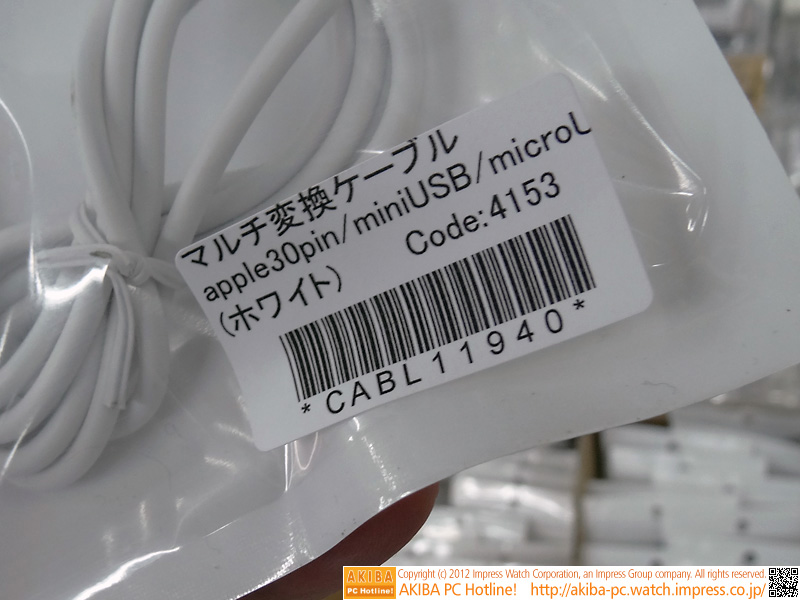 マルチ変換ケーブル
apple30pin/miniUSB/microU
(ホワイト) Code:4153
*CABL11940*
AKIBA PC Hotline!
Copyright (c) 2012 Impress Watch Corporation, an Impress Group company. All rights reserved.
AKIBA PC Hotline! http://akiba-pc.watch.impress.co.jp/